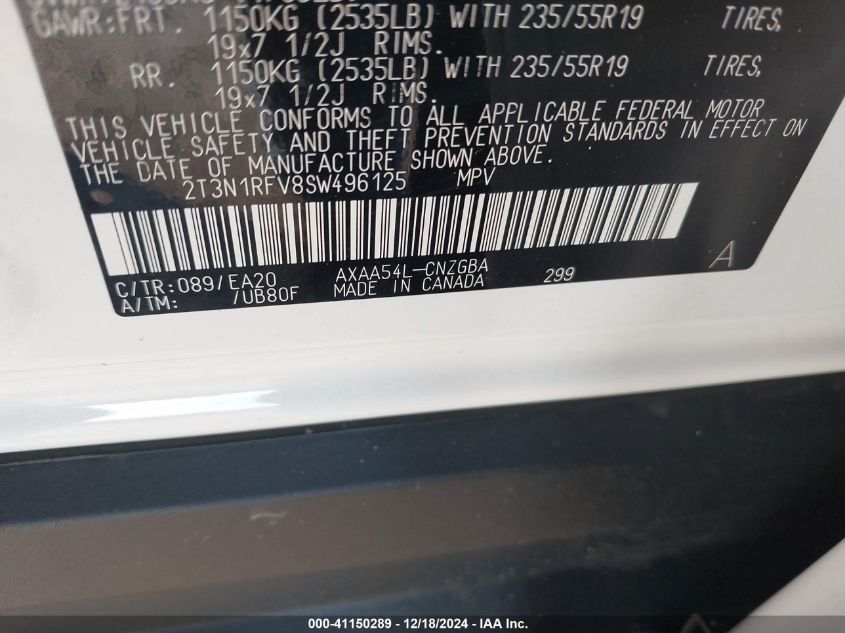 GAWR:FRT. 1150KG (2535LB) WITH 235/55R19 TIRES,
19x7 1/2J RIMS.
RR. 1150KG (2535LB) WITH 235/55R19 TIRES,
19x7 1/2J RIMS.
THIS VEHICLE CONFORMS TO ALL APPLICABLE FEDERAL MOTOR
VEHICLE SAFETY AND THEFT PREVENTION STANDARDS IN EFFECT ON
THE DATE OF MANUFACTURE SHOWN ABOVE.
2T3N1RFV8SW496125 MPV
C/TR:089/EA20 AXAA54L-CNZGBA 299 A
A/TM: /UB80F MADE IN CANADA
000-41150289 - 12/18/2024 - IAA Inc.